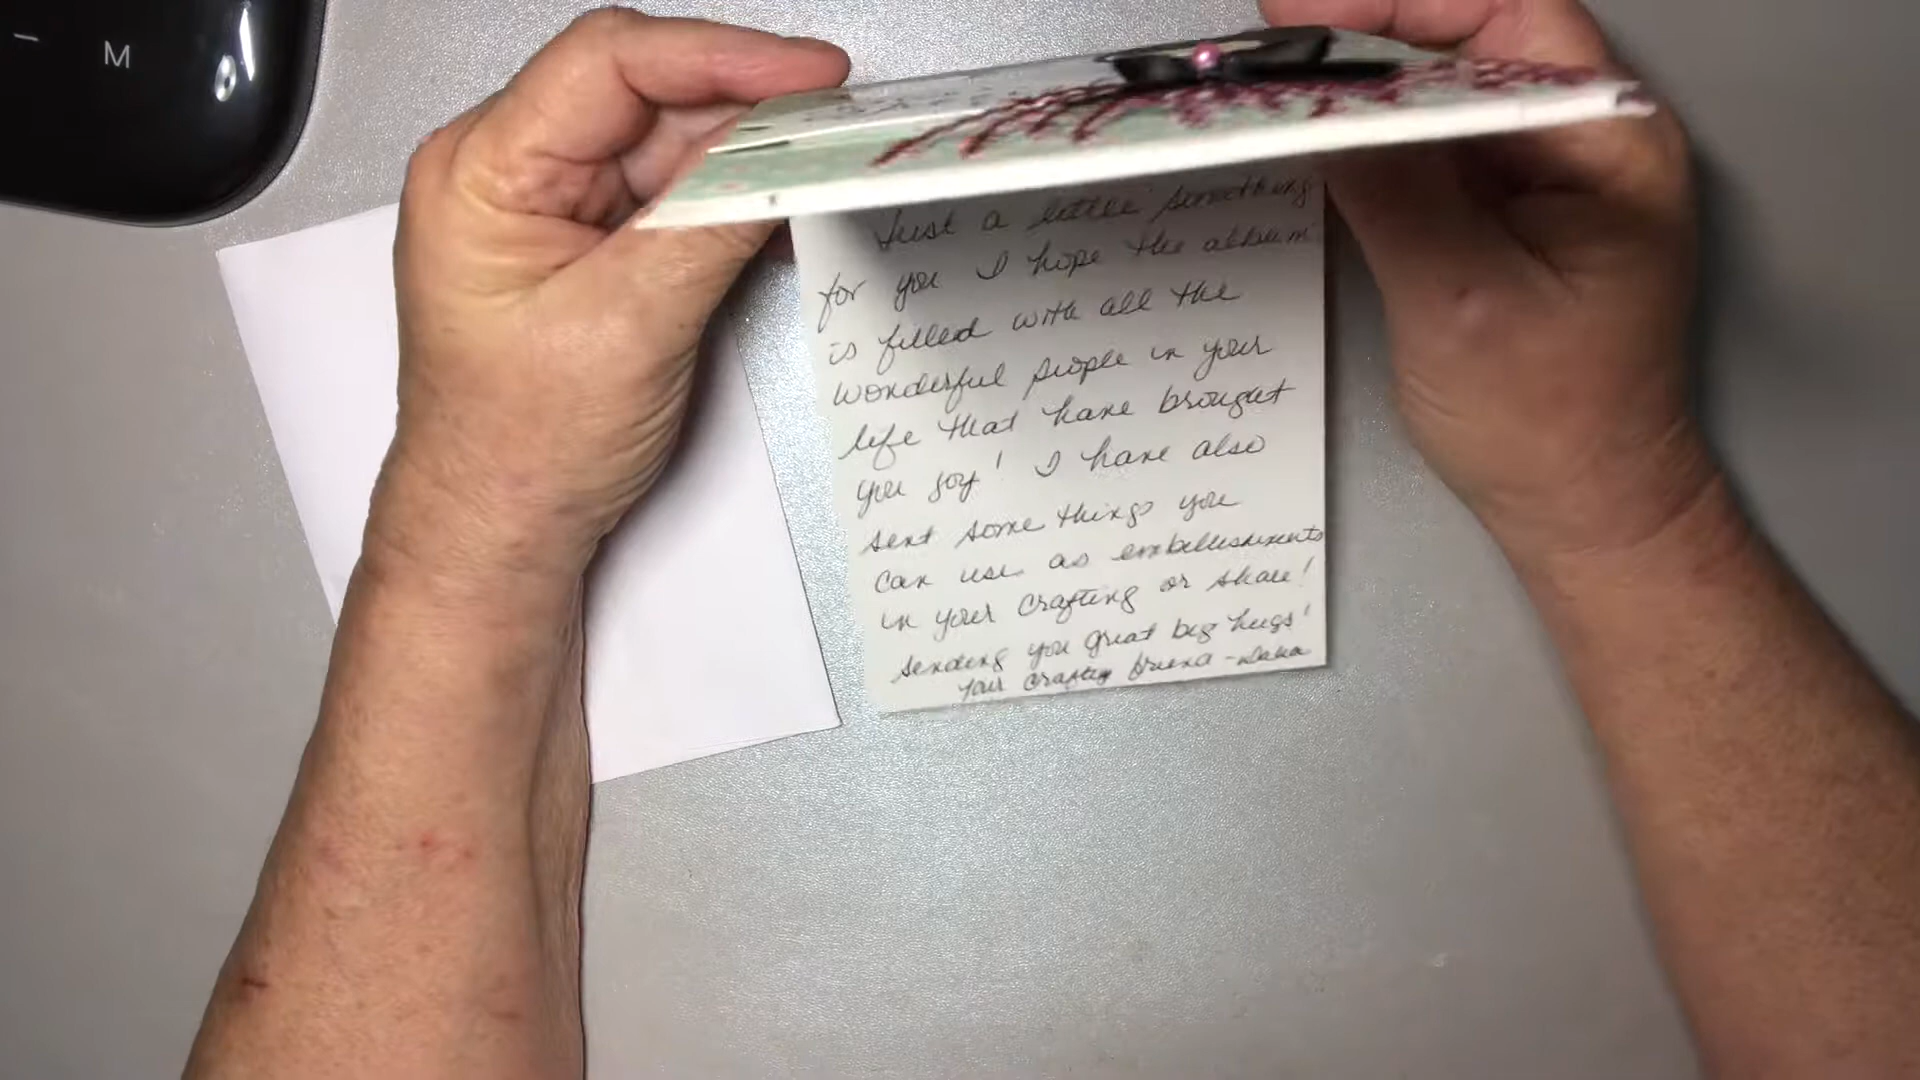 M
Just a little something
for you I hope the album
is filled with all the
wonderful people in your
life that have brought
you joy! I have also
sent some things you
can use as embellishments
in your crafting or share!
Sending you great big hugs!
Your crafting friend -